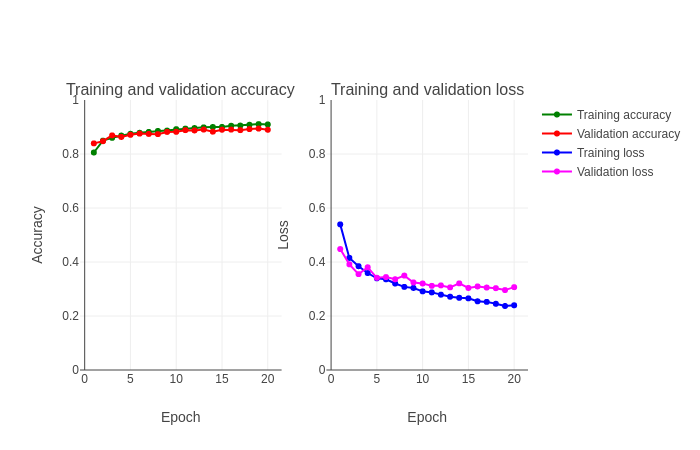 Training and validation accuracy
Training and validation loss
1
0.8
0.6
0.4
0.2
0
0
5
10
15
20
Accuracy
Epoch
1
0.8
0.6
0.4
0.2
0
0
5
10
15
20
Loss
Epoch
Training accuracy
Validation accuracy
Training loss
Validation loss